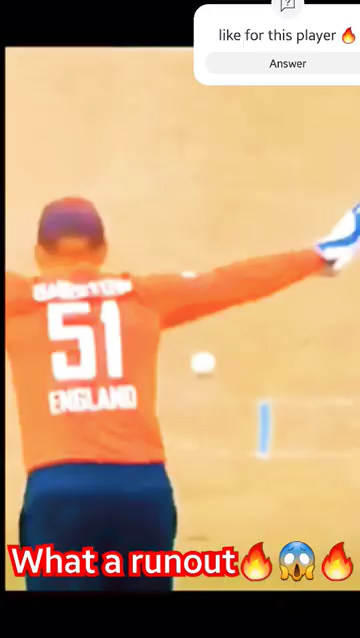 like for this player 🔥
Answer
51
ENGLAND
What a runout🔥😱🔥